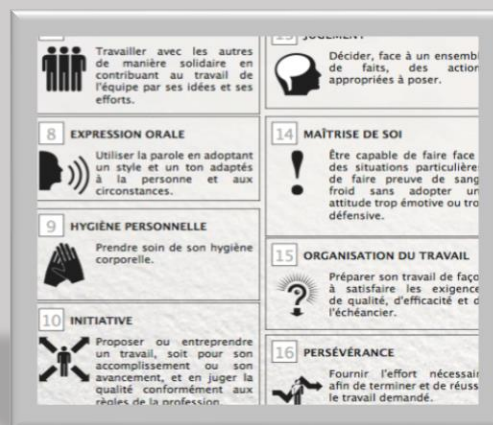 Travailler avec les autres
de manière solidaire en
contribuant au travail de
l'équipe par ses idées et ses
efforts.
8 EXPRESSION ORALE
Utiliser la parole en adoptant
un style et un ton adaptés
à la personne et aux
circonstances.
9 HYGIÈNE PERSONNELLE
Prendre soin de son hygiène
corporelle.
10 INITIATIVE
Proposer ou entreprendre
un travail, soit pour son
accomplissement ou son
avancement, et en juger la
qualité conformément aux
règles de la profession.
13 JUGEMENT
Décider, face à un ensembl
de faits, des action
appropriées à poser.
14 MAÎTRISE DE SOI
Être capable de faire face
des situations particulière
de faire preuve de sang
froid sans adopter un
attitude trop émotive ou tro
défensive.
15 ORGANISATION DU TRAVAIL
Préparer son travail de faço
à satisfaire les exigence
de qualité, d'efficacité et d
l'échéancier.
16 PERSÉVÉRANCE
Fournir l'effort nécessair
afin de terminer et de réuss
le travail demandé.